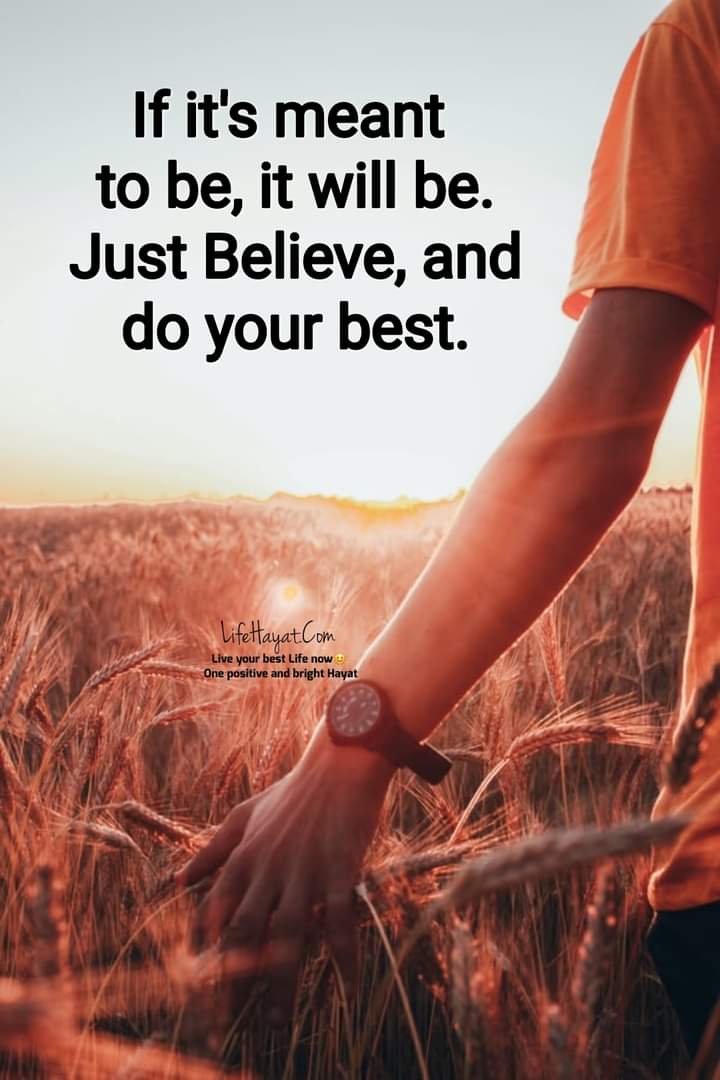 If it's meant
to be, it will be.
Just Believe, and
do your best.
LifeHayat.Com
Live your best Life now
One positive and bright Hayat